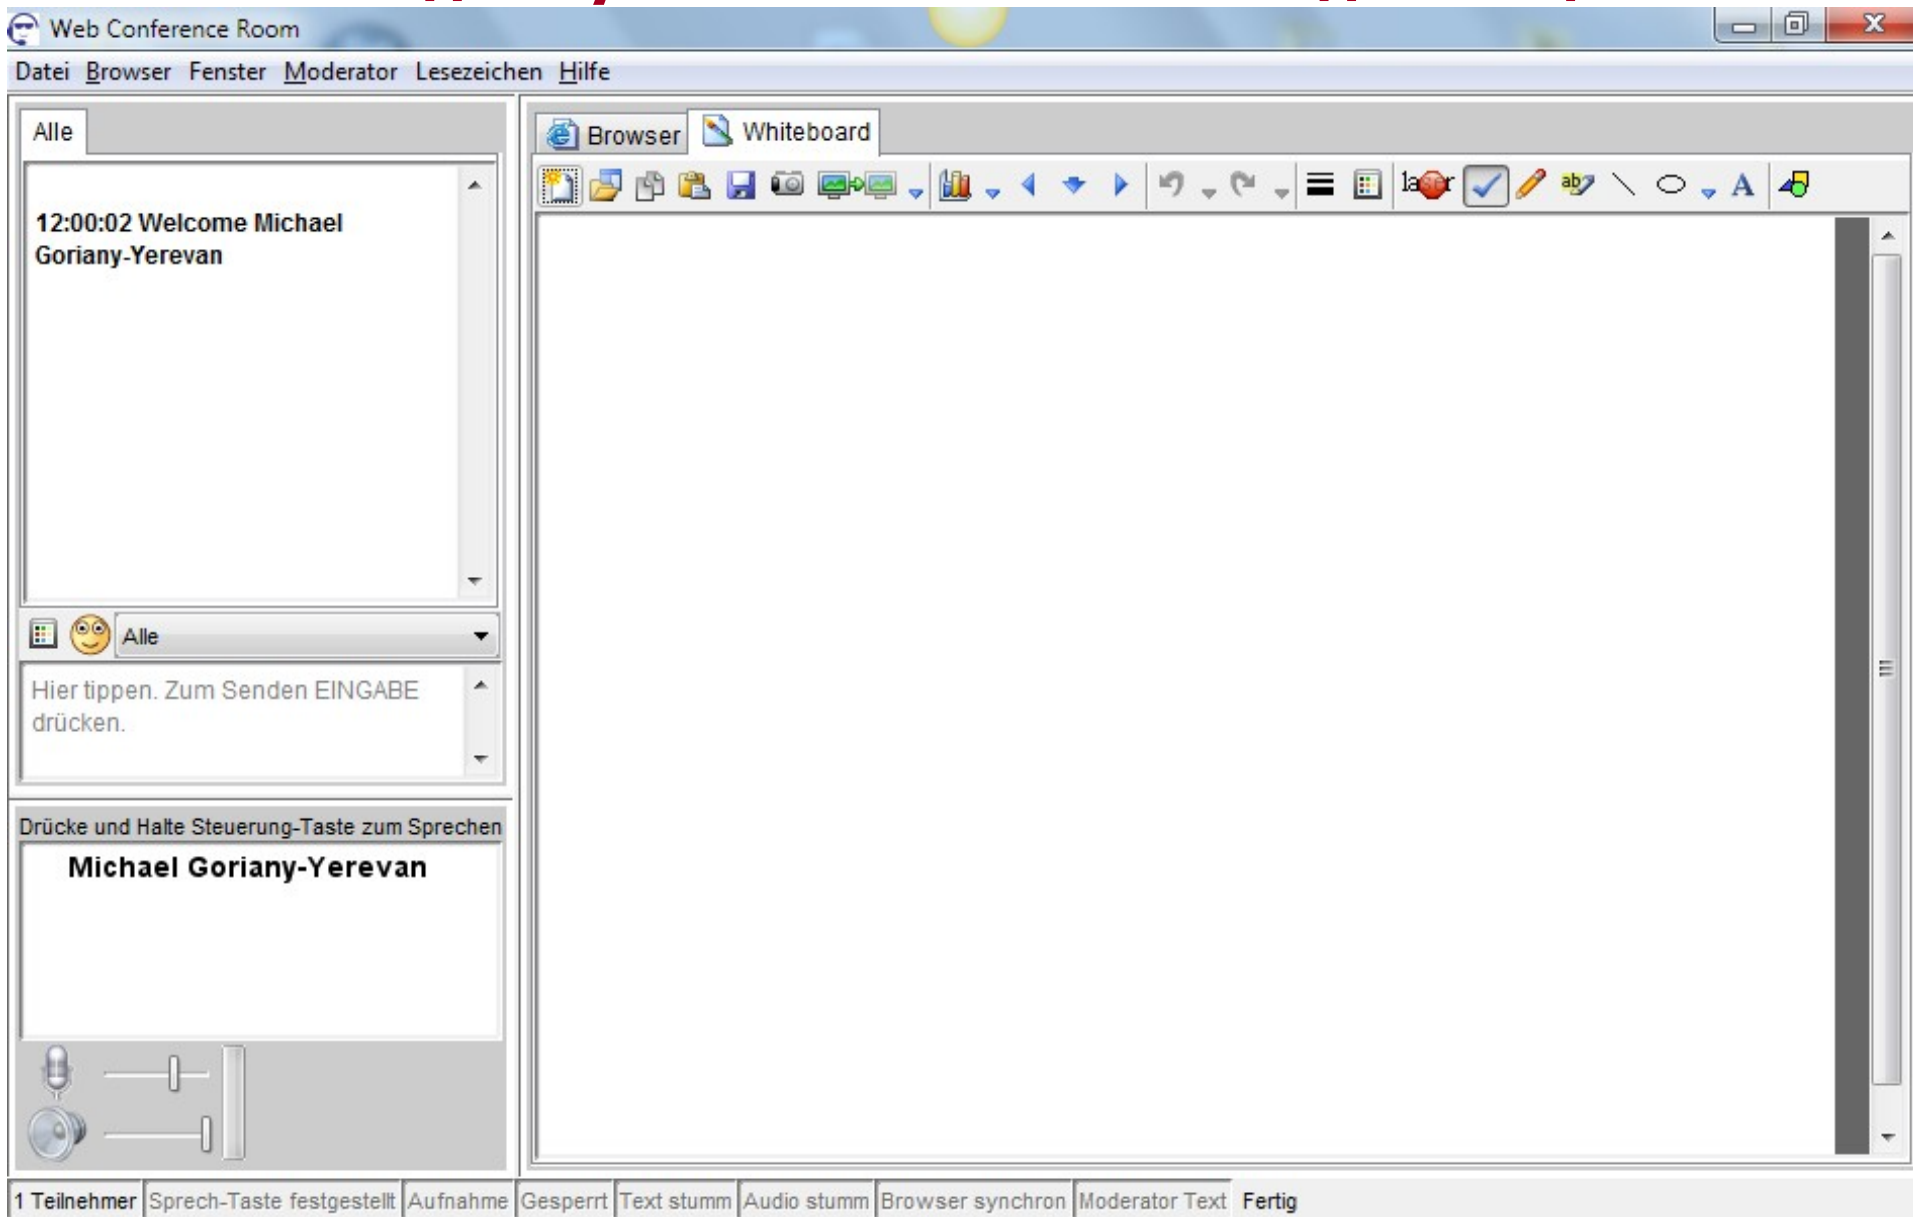 Web Conference Room
Datei Browser Fenster Moderator Lesezeichen Hilfe
Alle
12:00:02 Welcome Michael
Goriany-Yerevan
Alle
Hier tippen. Zum Senden EINGABE
drücken.
Drücke und Halte Steuerung-Taste zum Sprechen
Michael Goriany-Yerevan
Browser Whiteboard
A
1 Teilnehmer Sprech-Taste festgestellt Aufnahme Gesperrt Text stumm Audio stumm Browser synchron Moderator Text Fertig